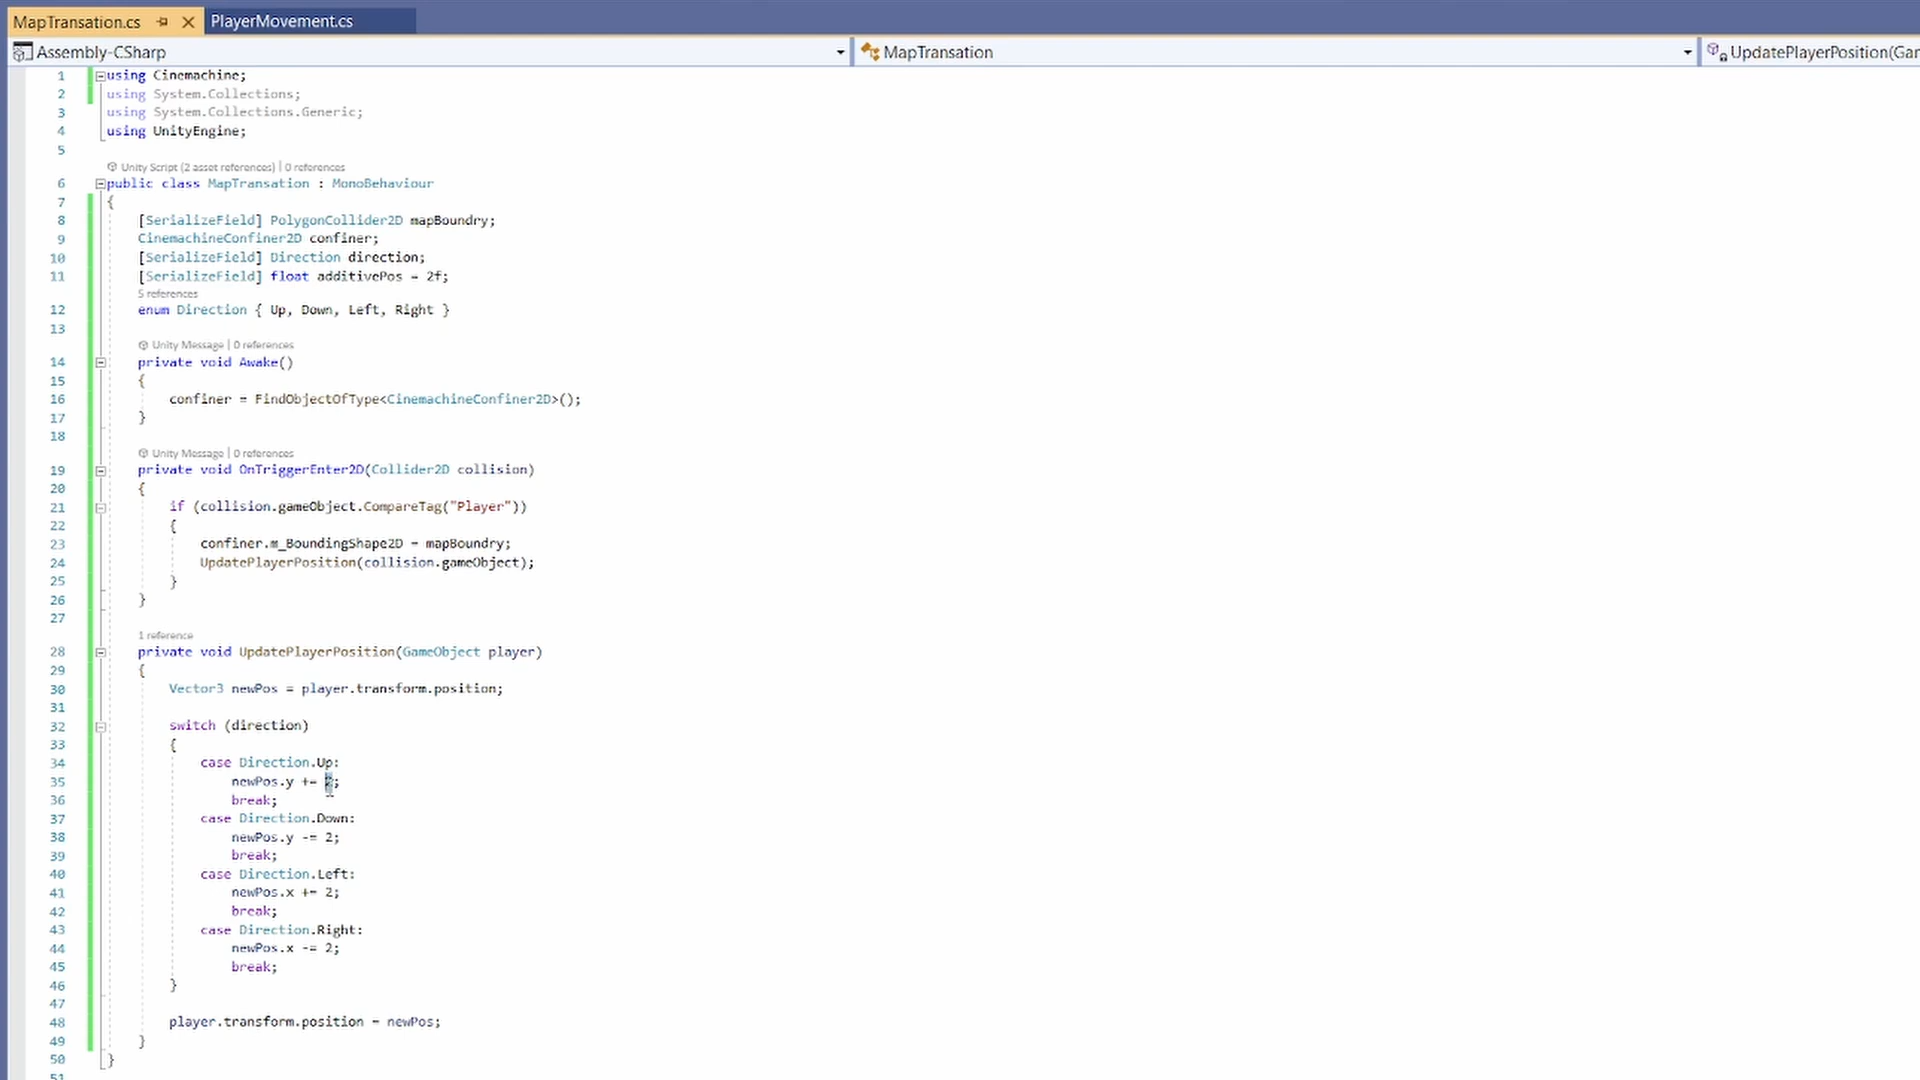 MapTransation.cs
PlayerMovement.cs
Assembly-CSharp
MapTransation
UpdatePlayerPosition(Gar
1 using Cinemachine;
2 using System.Collections;
3 using System.Collections.Generic;
4 using UnityEngine;
5
Unity Script (2 asset references) | 0 references
6 public class MapTransation : MonoBehaviour
7 {
8 [SerializeField] PolygonCollider2D mapBoundry;
9 CinemachineConfiner2D confiner;
10 [SerializeField] Direction direction;
11 [SerializeField] float additivePos = 2f;
5 references
12 enum Direction { Up, Down, Left, Right }
13
Unity Message | 0 references
14 private void Awake()
15 {
16 confiner = FindObjectOfType<CinemachineConfiner2D>();
17 }
18
Unity Message | 0 references
19 private void OnTriggerEnter2D(Collider2D collision)
20 {
21 if (collision.gameObject.CompareTag("Player"))
22 {
23 confiner.m_BoundingShape2D = mapBoundry;
24 UpdatePlayerPosition(collision.gameObject);
25 }
26 }
27
1 reference
28 private void UpdatePlayerPosition(GameObject player)
29 {
30 Vector3 newPos = player.transform.position;
31
32 switch (direction)
33 {
34 case Direction.Up:
35 newPos.y += 2;
36 break;
37 case Direction.Down:
38 newPos.y -= 2;
39 break;
40 case Direction.Left:
41 newPos.x += 2;
42 break;
43 case Direction.Right:
44 newPos.x -= 2;
45 break;
46 }
47
48 player.transform.position = newPos;
49 }
50 }
51